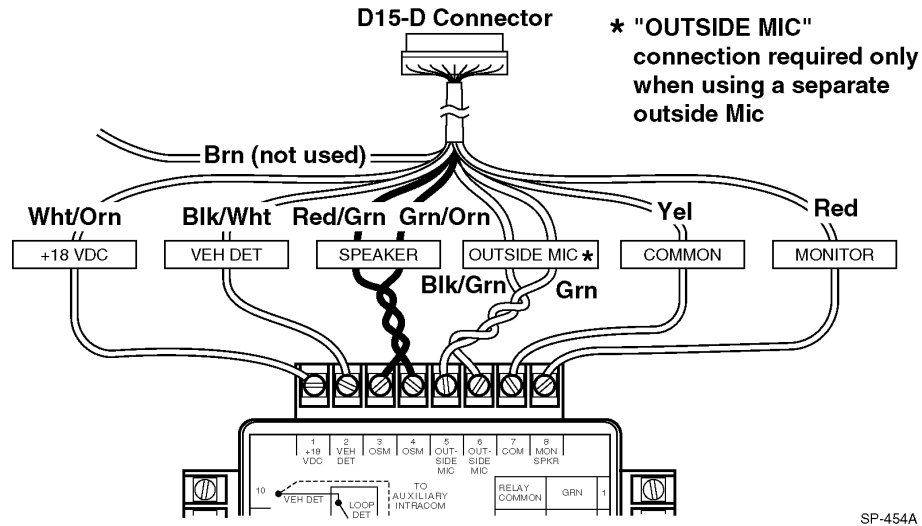 D15-D Connector
* "OUTSIDE MIC"
connection required only
when using a separate
outside Mic
Brn (not used)
Wht/Orn
Blk/Wht
Red/Grn
Grn/Orn
Yel
Red
+18 VDC
VEH DET
SPEAKER
OUTSIDE MIC *
COMMON
MONITOR
Blk/Grn
Grn
1
+18
VDC
2
VEH
DET
3
OSM
4
OSM
5
OUT-
SIDE
MIC
6
OUT-
SIDE
MIC
7
COM
8
MON
SPKR
10
VEH DET
LOOP
DET
TO
AUXILIARY
INTRACOM
RELAY
COMMON
GRN
1
SP-454A